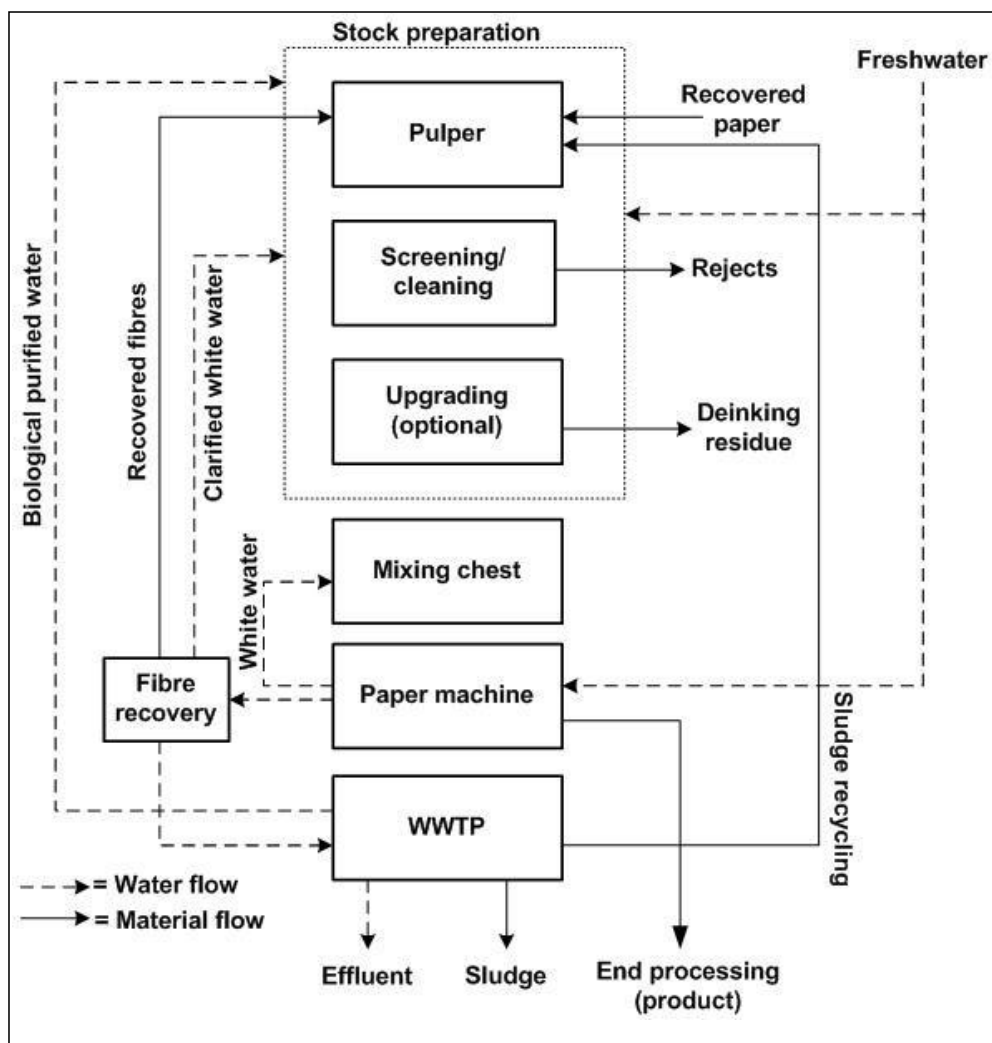 Stock preparation
Freshwater
Pulper
Recovered
paper
Screening/
cleaning
Rejects
Upgrading
(optional)
Deinking
residue
Biological purified water
Recovered fibres
Clarified white water
White water
Mixing chest
Fibre
recovery
Paper machine
Sludge recycling
WWTP
= Water flow
= Material flow
Effluent
Sludge
End processing
(product)